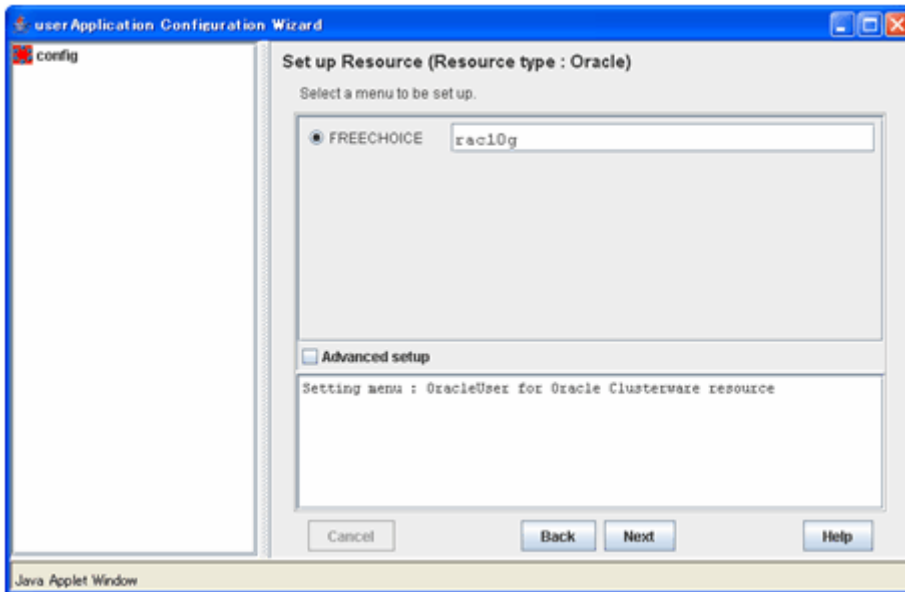 userApplication Configuration Wizard
config
Set up Resource (Resource type : Oracle)
Select a menu to be set up.
FREECHOICE rac10g
Advanced setup
Setting menu : OracleUser for Oracle Clusterware resource
Cancel Back Next Help
Java Applet Window